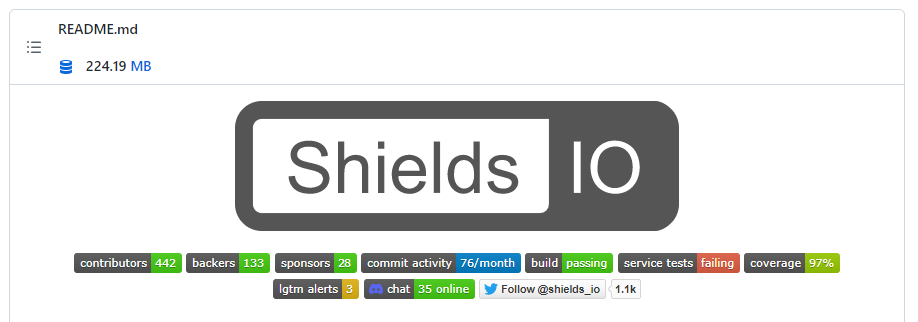 README.md
224.19 MB
Shields IO
contributors 442 backers 133 sponsors 28 commit activity 76/month build passing service tests failing coverage 97%
lgtm alerts 3 chat 35 online Follow @shields_io 1.1k